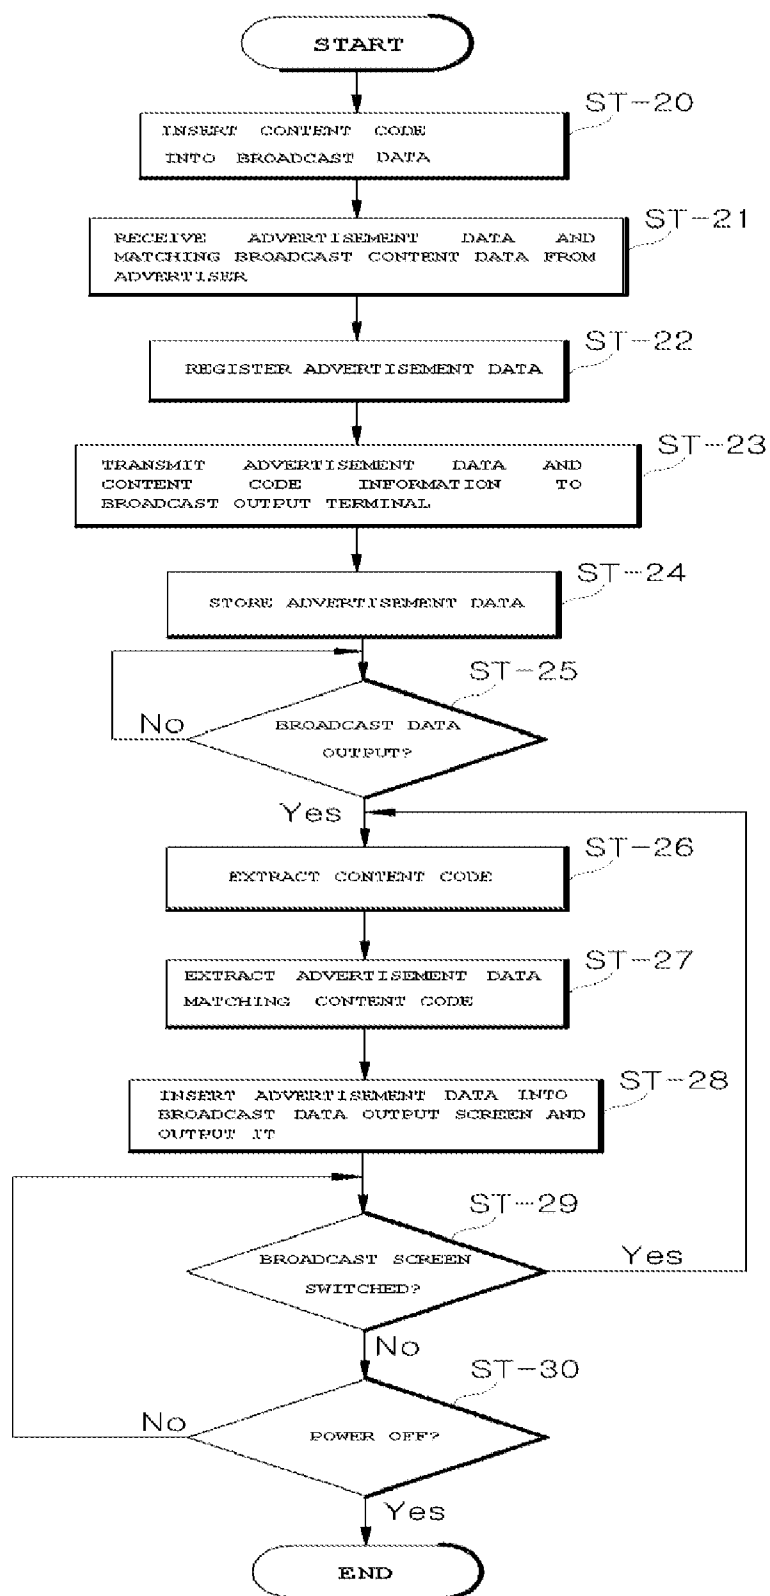 START
ST-20
INSERT CONTENT CODE
INTO BROADCAST DATA
ST-21
RECEIVE ADVERTISEMENT DATA AND
MATCHING BROADCAST CONTENT DATA FROM
ADVERTISER
ST-22
REGISTER ADVERTISEMENT DATA
ST-23
TRANSMIT ADVERTISEMENT DATA AND
CONTENT CODE INFORMATION TO
BROADCAST OUTPUT TERMINAL
ST-24
STORE ADVERTISEMENT DATA
ST-25
BROADCAST DATA
OUTPUT?
No
Yes
ST-26
EXTRACT CONTENT CODE
ST-27
EXTRACT ADVERTISEMENT DATA
MATCHING CONTENT CODE
ST-28
INSERT ADVERTISEMENT DATA INTO
BROADCAST DATA OUTPUT SCREEN AND
OUTPUT IT
ST-29
BROADCAST SCREEN
SWITCHED?
Yes
No
ST-30
POWER OFF?
No
Yes
END